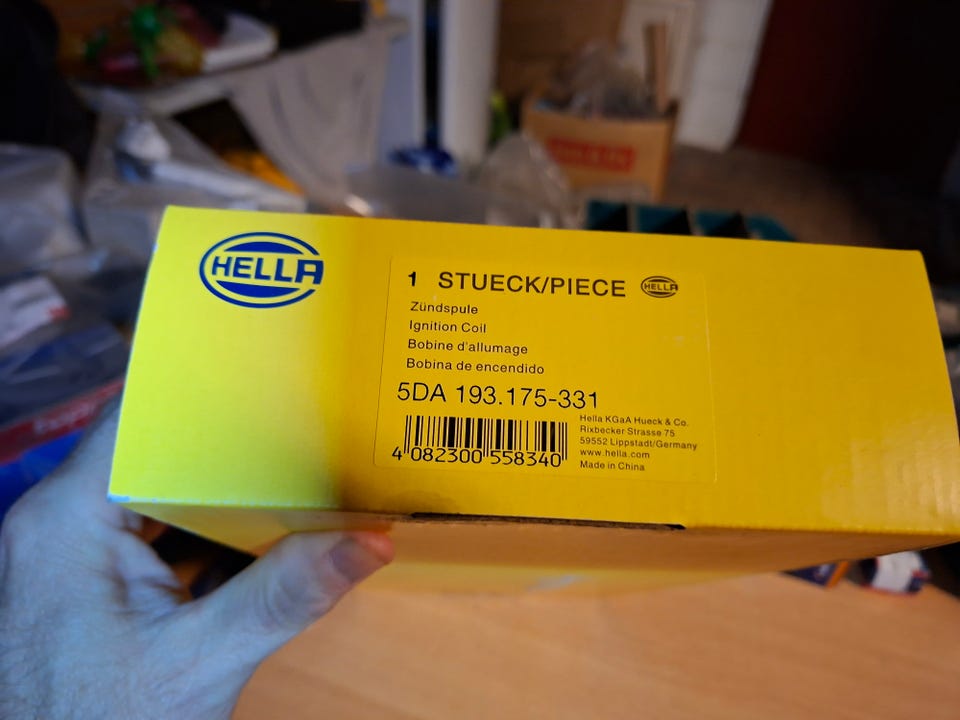 HELLA
1 STUECK/PIECE HELLA
Zündspule
Ignition Coil
Bobine d'allumage
Bobina de encendido
5DA 193.175-331
4 082300 558340
Hella KGaA Hueck & Co.
Rixbecker Strasse 75
59552 Lippstadt/Germany
www.hella.com
Made in China